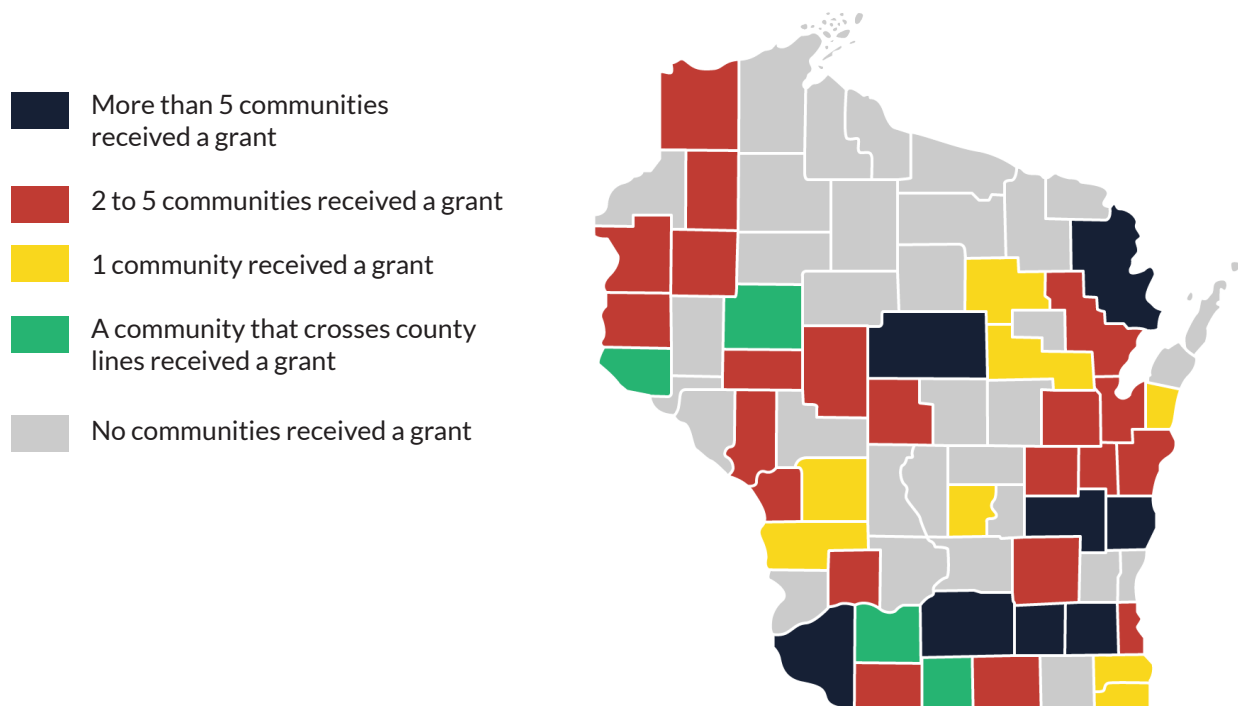 More than 5 communities
received a grant
2 to 5 communities received a grant
1 community received a grant
A community that crosses county
lines received a grant
No communities received a grant